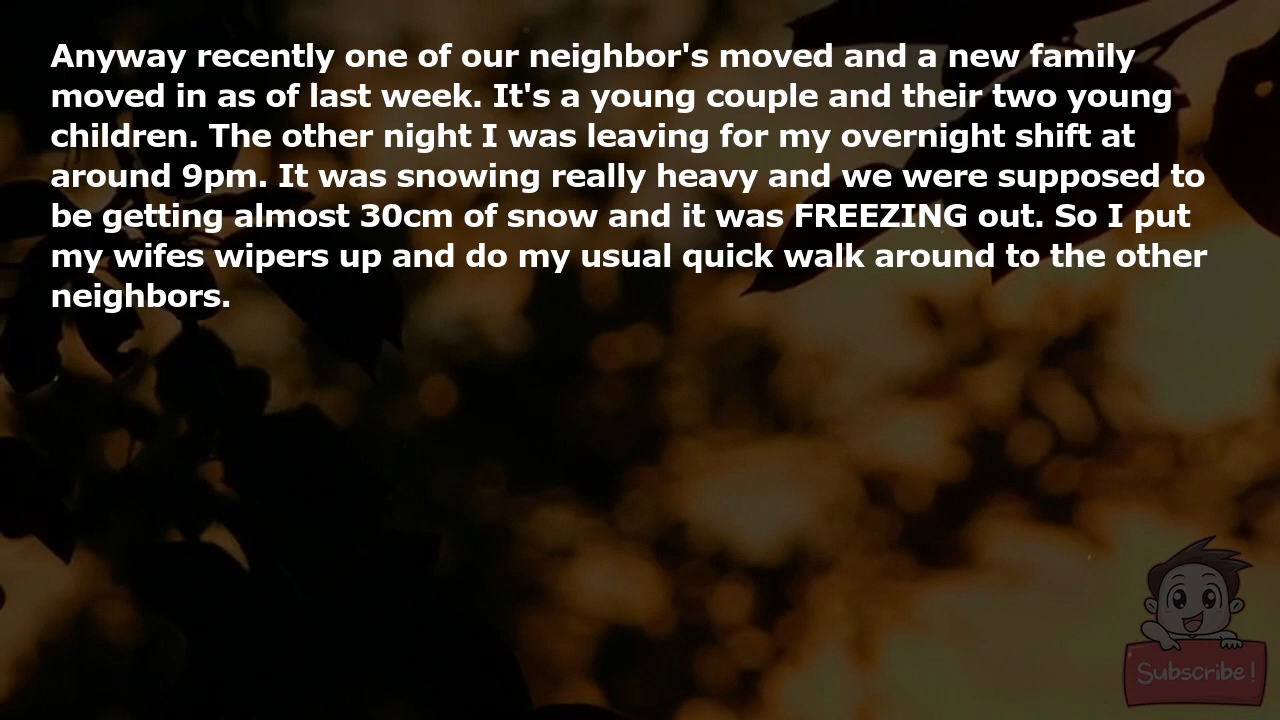 Anyway recently one of our neighbor's moved and a new family
moved in as of last week. It's a young couple and their two young
children. The other night I was leaving for my overnight shift at
around 9pm. It was snowing really heavy and we were supposed to
be getting almost 30cm of snow and it was FREEZING out. So I put
my wifes wipers up and do my usual quick walk around to the other
neighbors.
Subscribe!